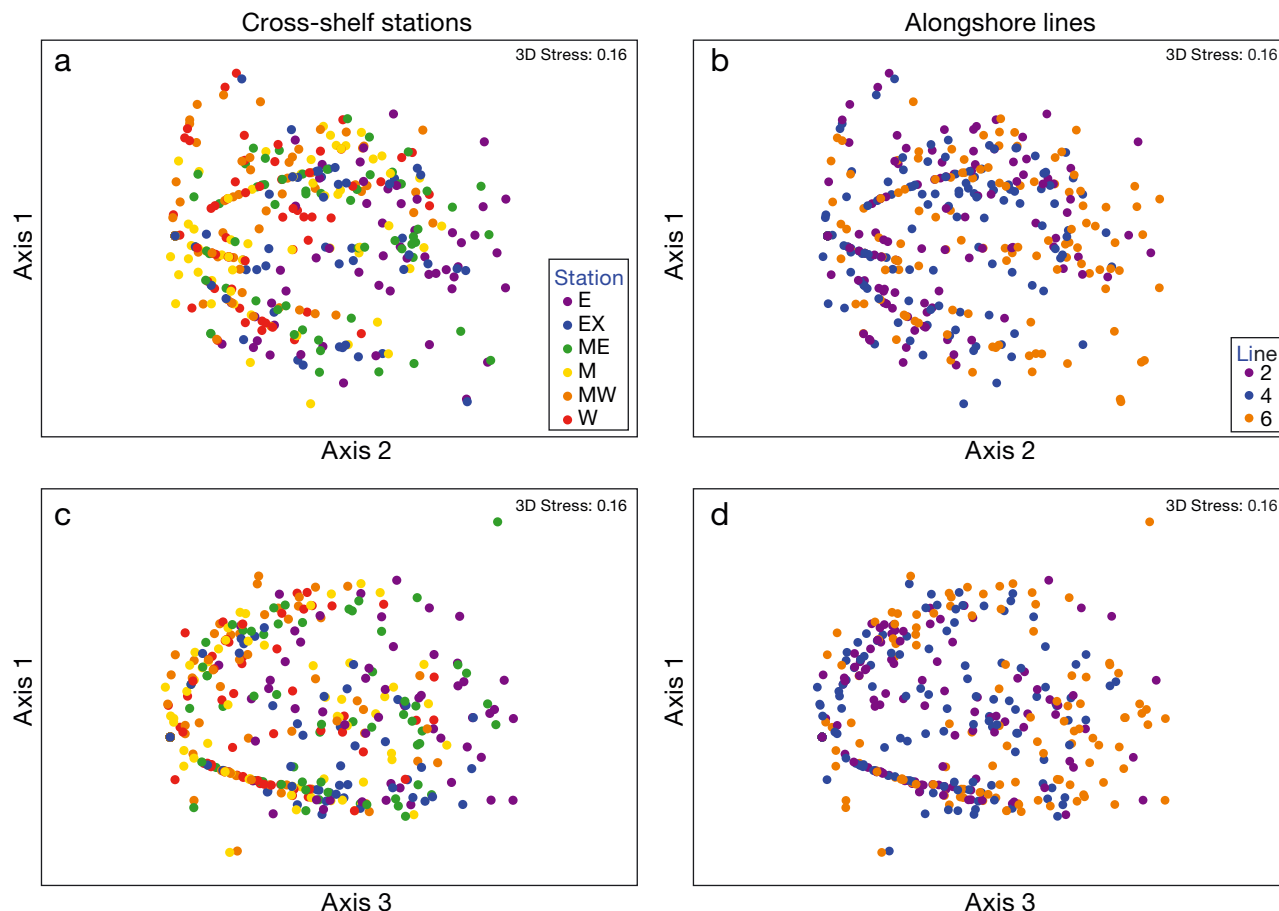 Cross-shelf stations
Alongshore lines
a
3D Stress: 0.16
b
3D Stress: 0.16
Axis 1
Axis 1
Station
E
EX
ME
M
MW
W
Line
2
4
6
Axis 2
Axis 2
c
3D Stress: 0.16
d
3D Stress: 0.16
Axis 1
Axis 1
Axis 3
Axis 3